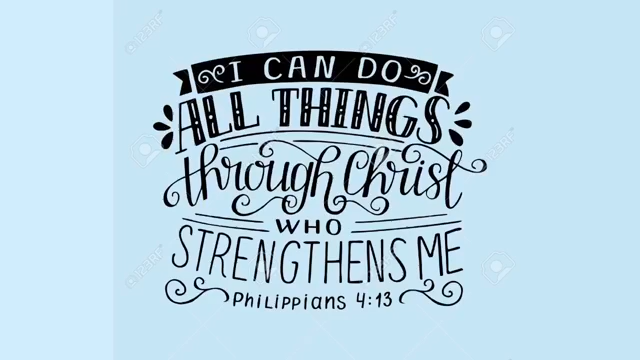 I CAN DO
ALL THINGS
through Christ
WHO
STRENGTHENS ME
Philippians 4:13